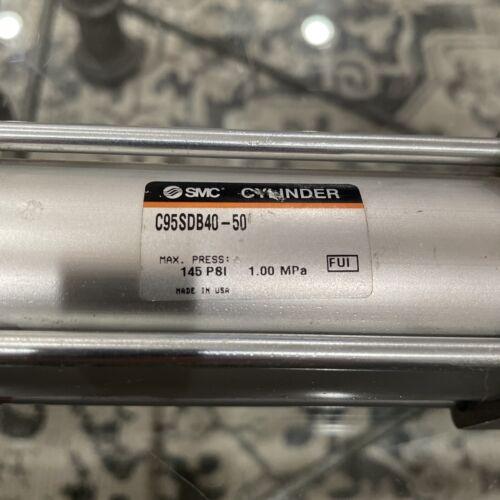 SMC CYLINDER
C95SDB40-50
MAX. PRESS:
145 PSI 1.00 MPa FUI
MADE IN USA